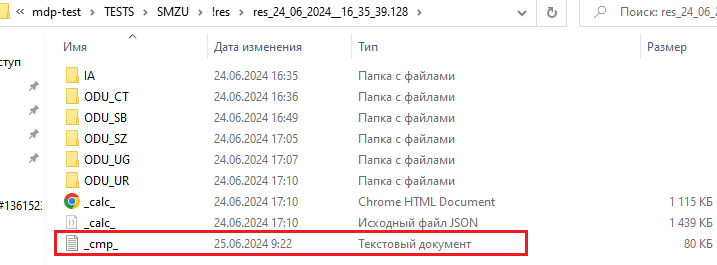 mdp-test > TESTS > SMZU > !res > res_24_06_2024__16_35_39.128 >
Поиск: res_24_06_2
Имя Дата изменения Тип Размер
ступ
IA 24.06.2024 16:35 Папка с файлами
ODU_CT 24.06.2024 16:36 Папка с файлами
ODU_SB 24.06.2024 16:49 Папка с файлами
ODU_SZ 24.06.2024 17:05 Папка с файлами
ODU_UG 24.06.2024 17:07 Папка с файлами
ODU_UR 24.06.2024 17:10 Папка с файлами
#1361523
_calc_ 24.06.2024 17:10 Chrome HTML Document 1 115 КБ
_calc_ 24.06.2024 17:10 Исходный файл JSON 1 439 КБ
_cmp_ 25.06.2024 9:22 Текстовый документ 80 КБ